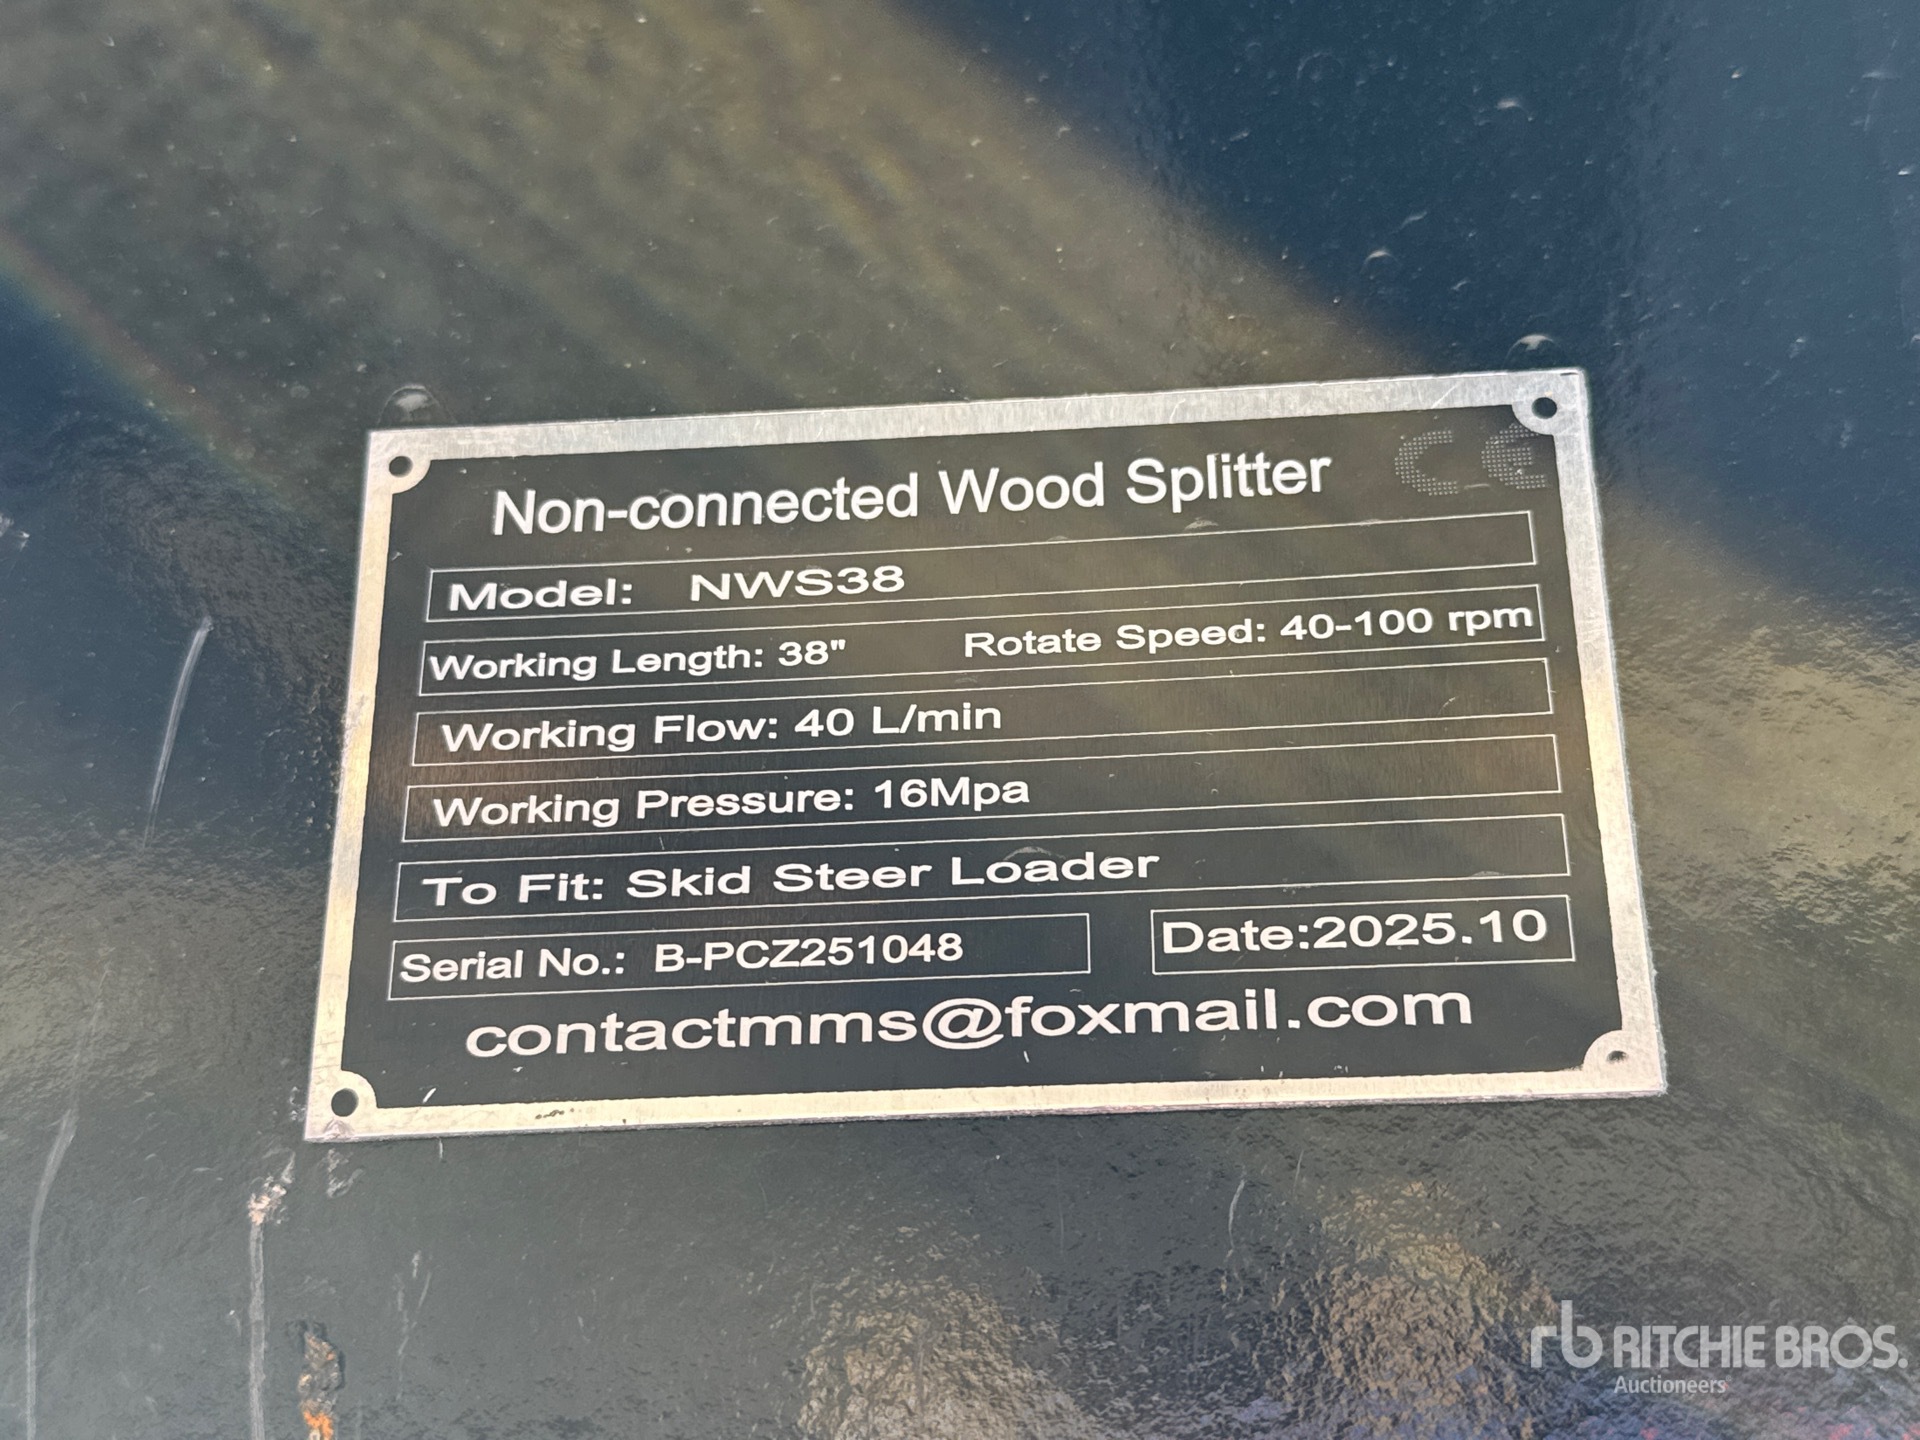 Non-connected Wood Splitter CE
Model: NWS38
Working Length: 38" Rotate Speed: 40-100 rpm
Working Flow: 40 L/min
Working Pressure: 16Mpa
To Fit: Skid Steer Loader
Serial No.: B-PCZ251048 Date:2025.10
contactmms@foxmail.com
rb RITCHIE BROS.
Auctioneers